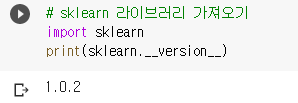 # sklearn 라이브러리 가져오기
import sklearn
print(sklearn.__version__)
1.0.2